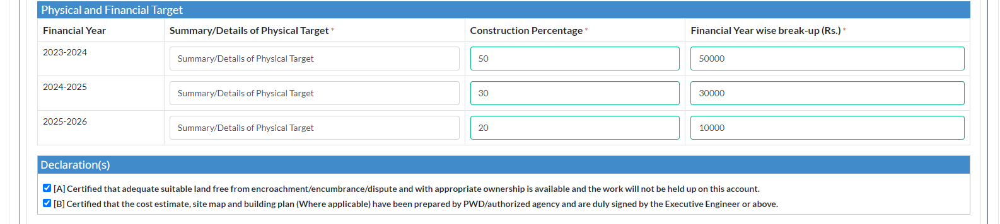 Physical and Financial Target
Financial Year Summary/Details of Physical Target * Construction Percentage * Financial Year wise break-up (Rs.) *
2023-2024 Summary/Details of Physical Target 50 50000
2024-2025 Summary/Details of Physical Target 30 30000
2025-2026 Summary/Details of Physical Target 20 10000
Declaration(s)
[A] Certified that adequate suitable land free from encroachment/encumbrance/dispute and with appropriate ownership is available and the work will not be held up on this account.
[B] Certified that the cost estimate, site map and building plan (Where applicable) have been prepared by PWD/authorized agency and are duly signed by the Executive Engineer or above.